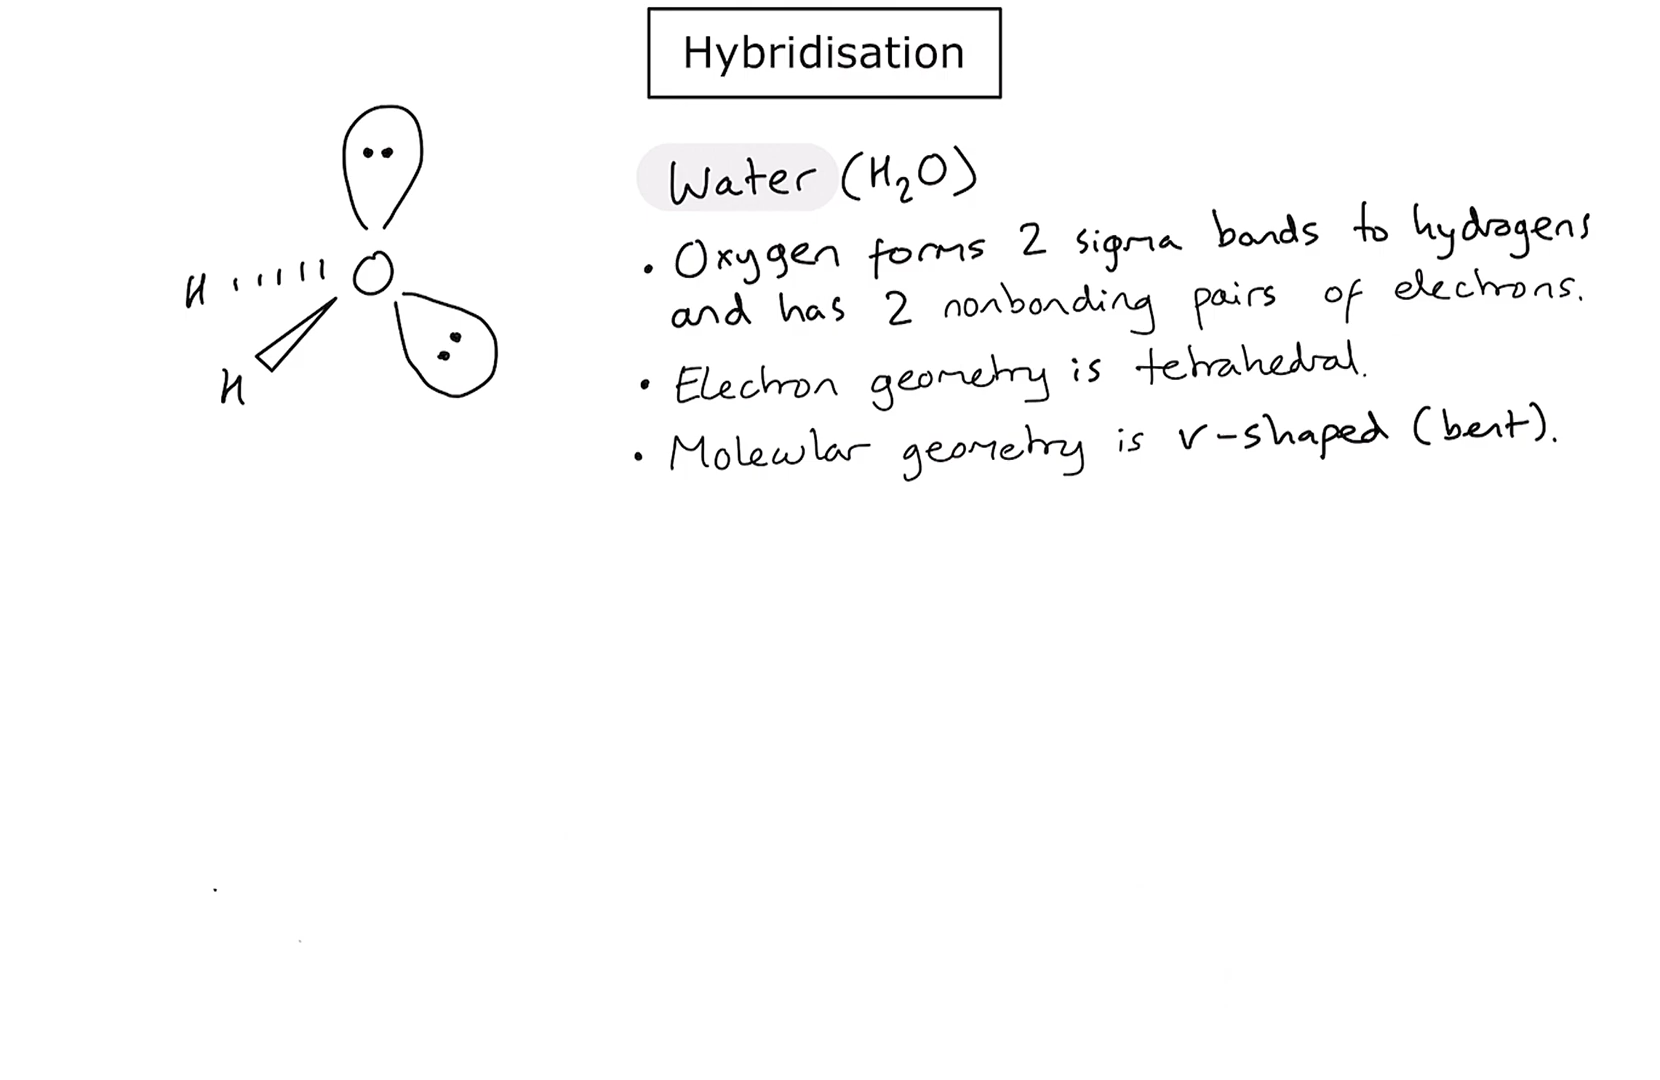 Hybridisation
Water (H₂O)
• Oxygen forms 2 sigma bonds to hydrogens
and has 2 nonbonding pairs of electrons.
• Electron geometry is tetrahedral.
• Molecular geometry is v-shaped (bent).
H O
H